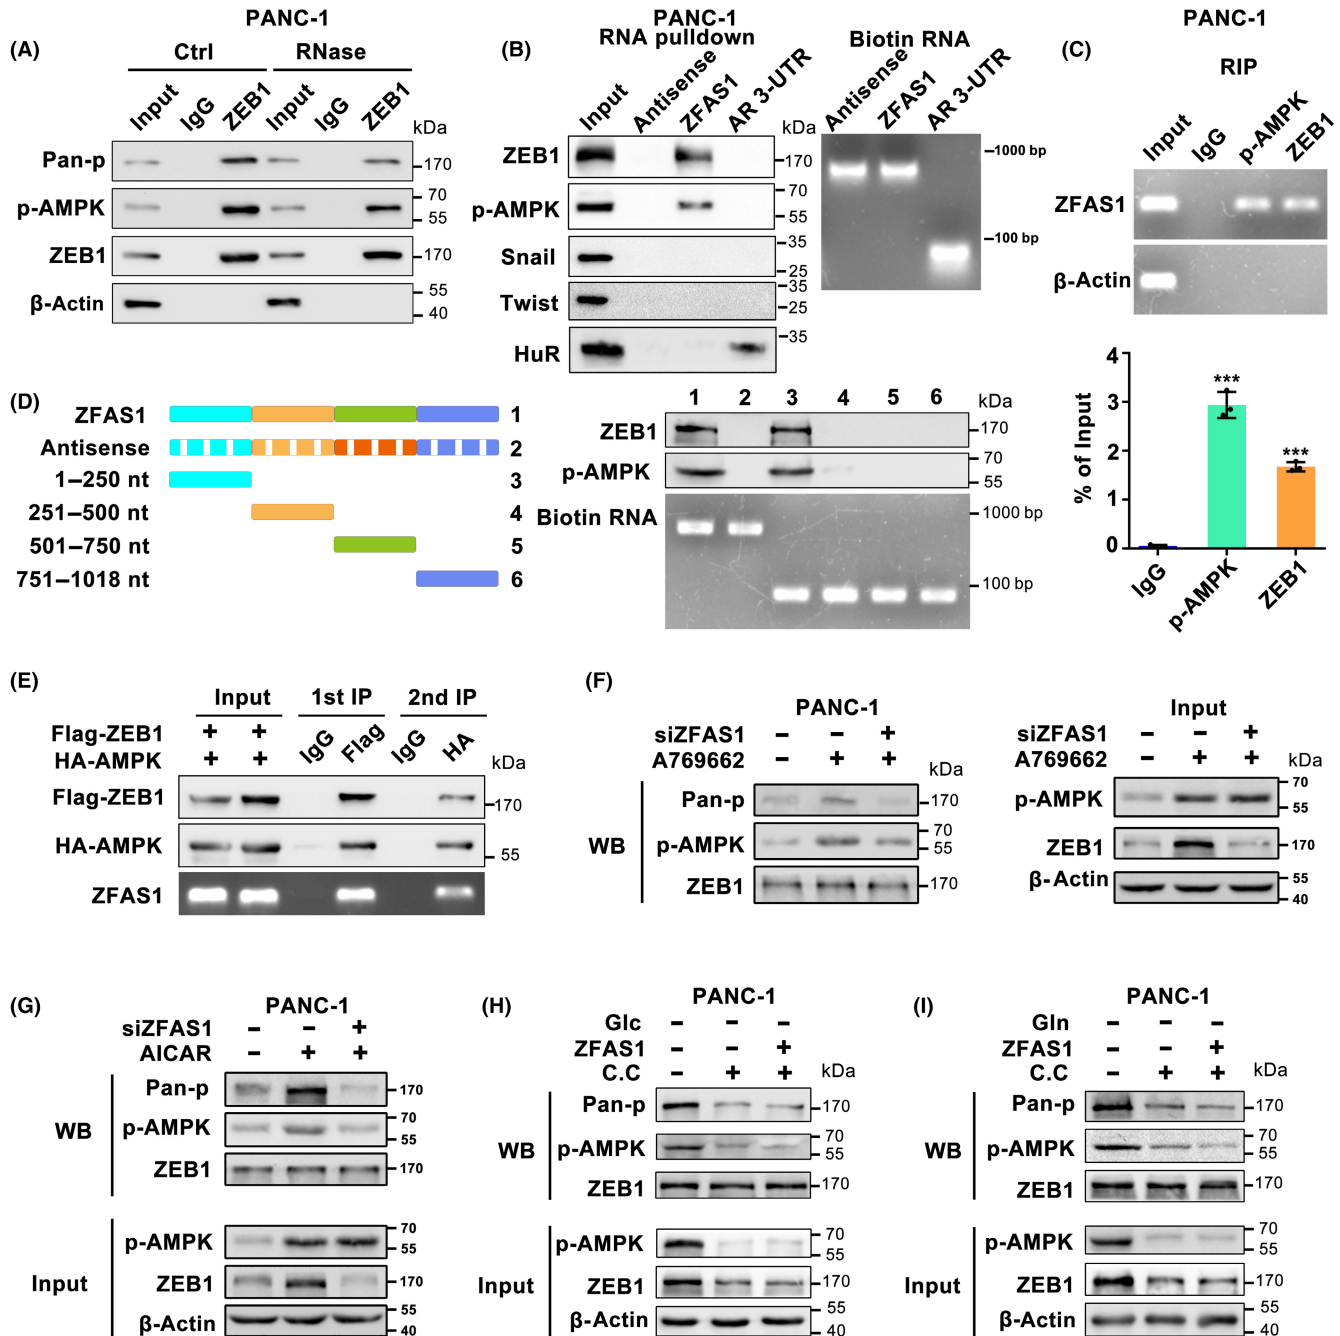 (A)
PANC-1
Ctrl RNase
Input IgG ZEB1 Input IgG ZEB1
kDa
Pan-p 170
p-AMPK 70
55
ZEB1 170
β-Actin 55
40
(B)
PANC-1
RNA pulldown
Input Antisense ZFAS1 AR 3-UTR
kDa
ZEB1 170
p-AMPK 70
55
Snail 35
25
Twist 35
25
HuR 35
Biotin RNA
Antisense ZFAS1 AR 3-UTR
1000 bp
100 bp
(C)
PANC-1
RIP
Input IgG p-AMPK ZEB1
ZFAS1
β-Actin
% of Input
4
3
2
1
0
***
***
IgG p-AMPK ZEB1
(D)
ZFAS1 1
Antisense 2
1–250 nt 3
251–500 nt 4
501–750 nt 5
751–1018 nt 6
1 2 3 4 5 6 kDa
ZEB1 170
p-AMPK 70
55
Biotin RNA 1000 bp
100 bp
(E)
Input 1st IP 2nd IP
Flag-ZEB1 + +
HA-AMPK + + IgG Flag IgG HA
kDa
Flag-ZEB1 170
HA-AMPK 55
ZFAS1
(F)
PANC-1
siZFAS1 – – +
A769662 – + +
kDa
WB
Pan-p 170
p-AMPK 70
55
ZEB1 170
Input
siZFAS1 – – +
A769662 – + +
kDa
p-AMPK 70
55
ZEB1 170
β-Actin 55
40
(G)
PANC-1
siZFAS1 – – +
AICAR – + +
WB
Pan-p 170
p-AMPK 70
55
ZEB1 170
Input
p-AMPK 70
55
ZEB1 170
β-Actin 55
40
(H)
PANC-1
Glc – – –
ZFAS1 – – +
C.C – + + kDa
WB
Pan-p 170
p-AMPK 70
55
ZEB1 170
Input
p-AMPK 70
55
ZEB1 170
β-Actin 55
40
(I)
PANC-1
Gln – – –
ZFAS1 – – +
C.C – + + kDa
WB
Pan-p 170
p-AMPK 70
55
ZEB1 170
Input
p-AMPK 70
55
ZEB1 170
β-Actin 55
40